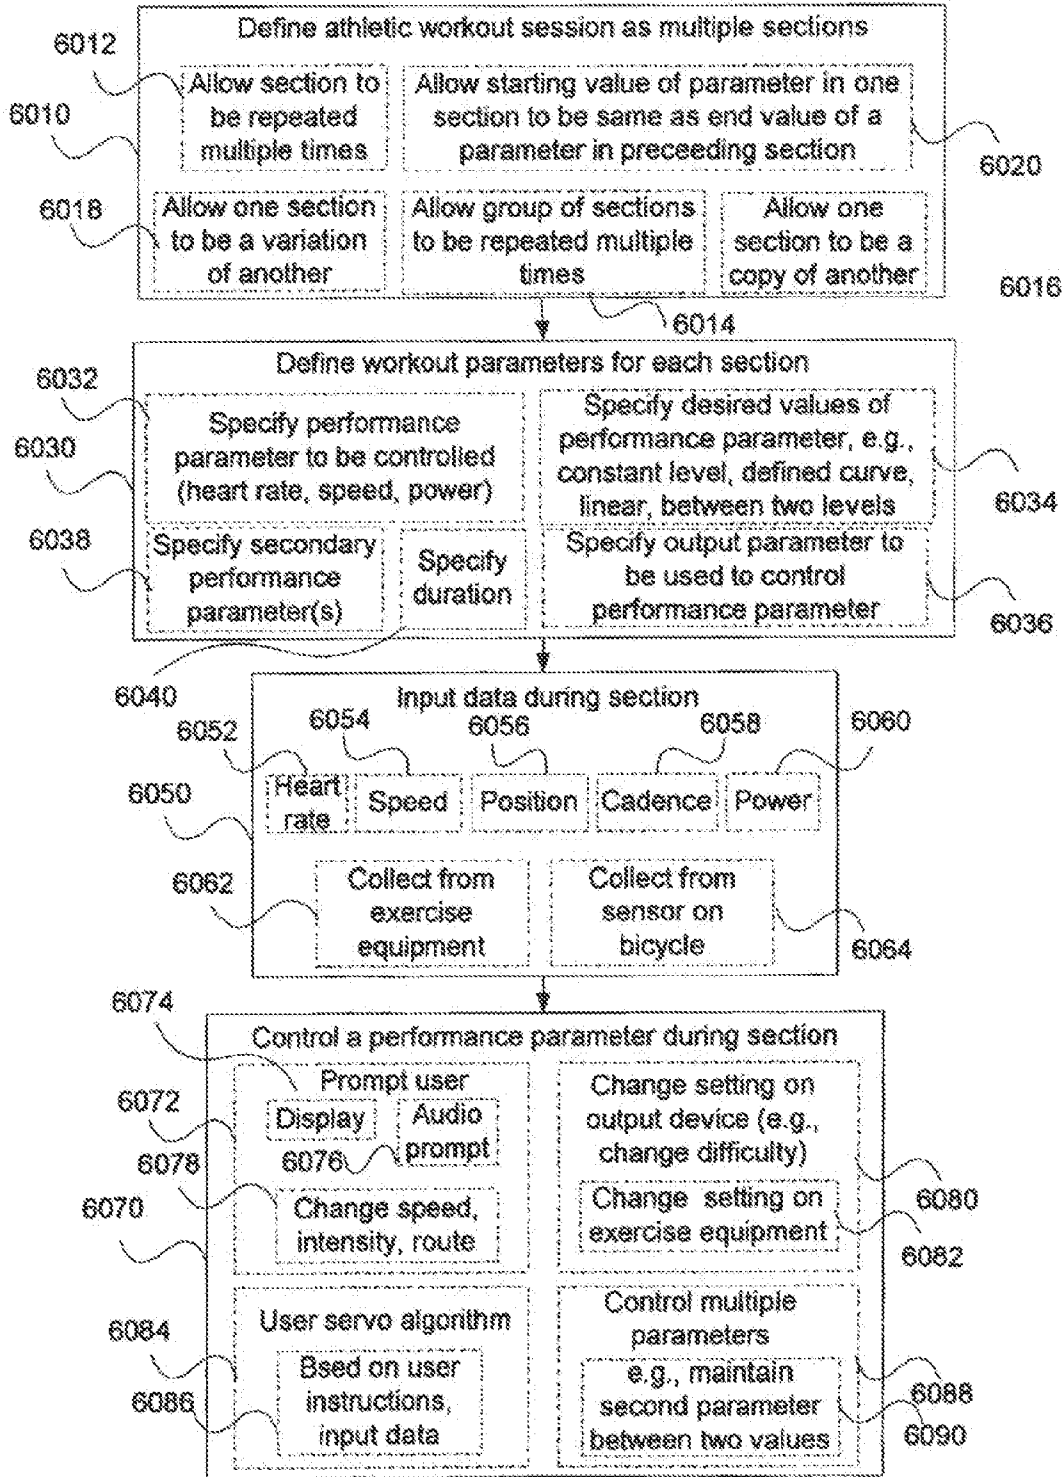 Define athletic workout session as multiple sections
6012
6010
Allow section to
be repeated
multiple times
Allow starting value of parameter in one
section to be same as end value of a
parameter in preceeding section
6020
6018
Allow one section
to be a variation
of another
Allow group of sections
to be repeated multiple
times
Allow one
section to be a
copy of another
6016
6014
Define workout parameters for each section
6032
6030
Specify performance
parameter to be controlled
(heart rate, speed, power)
Specify desired values of
performance parameter, e.g.,
constant level, defined curve,
linear, between two levels
6034
6038
Specify secondary
performance
parameter(s)
Specify
duration
Specify output parameter to
be used to control
performance parameter
6036
6040
Input data during section
6052
6054
6056
6058
6060
6050
Heart
rate
Speed
Position
Cadence
Power
6062
Collect from
exercise
equipment
Collect from
sensor on
bicycle
6064
6074
Control a performance parameter during section
6072
Prompt user
Display
Audio
prompt
6076
6078
6070
Change speed,
intensity, route
Change setting on
output device (e.g.,
change difficulty)
6080
Change setting on
exercise equipment
6082
6084
User servo algorithm
6086
Bsed on user
instructions,
input data
Control multiple
parameters
6088
e.g., maintain
second parameter
between two values
6090